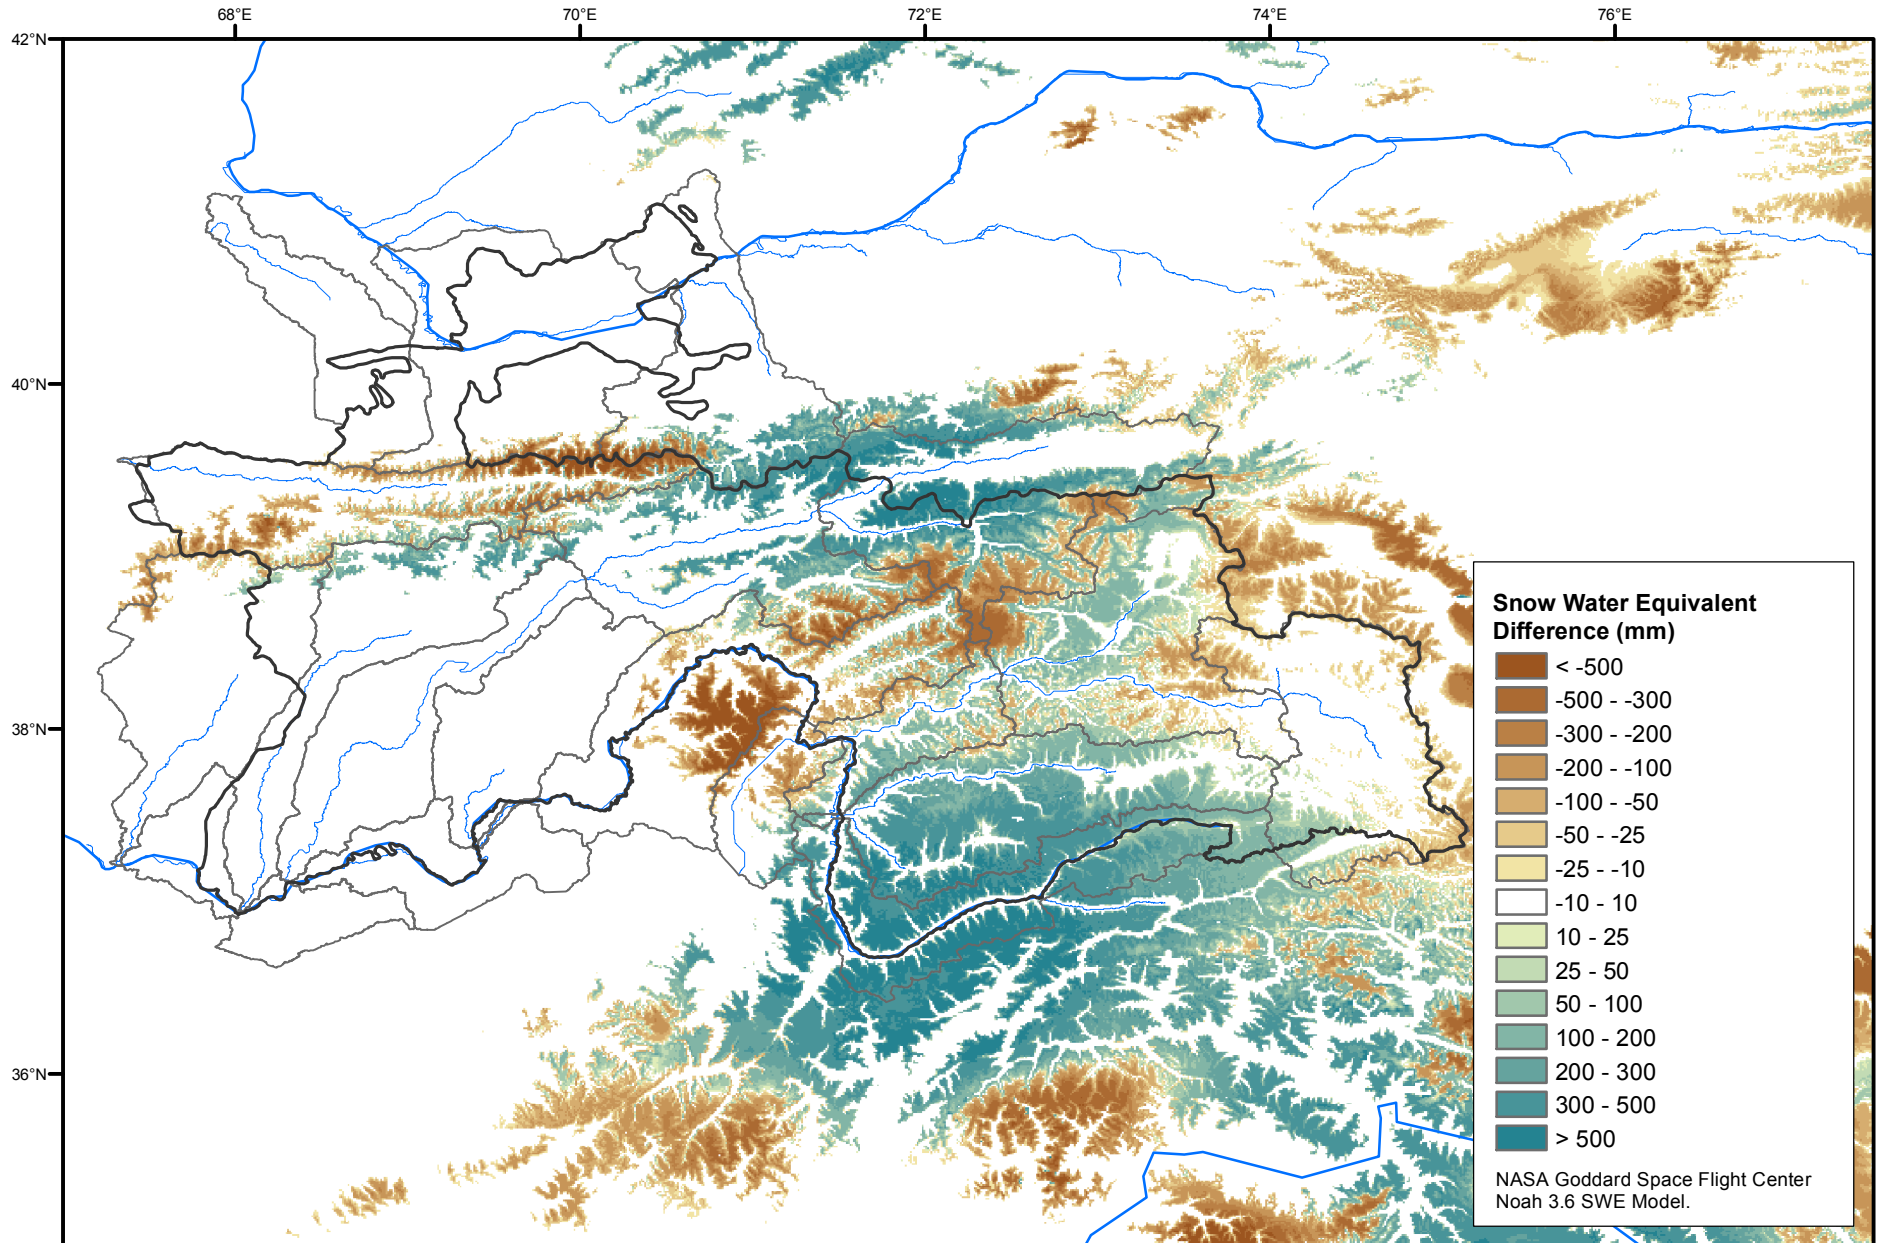 68°E
70°E
72°E
74°E
76°E
42°N
40°N
38°N
36°N
Snow Water Equivalent
Difference (mm)
< -500
-500 - -300
-300 - -200
-200 - -100
-100 - -50
-50 - -25
-25 - -10
-10 - 10
10 - 25
25 - 50
50 - 100
100 - 200
200 - 300
300 - 500
> 500
NASA Goddard Space Flight Center
Noah 3.6 SWE Model.